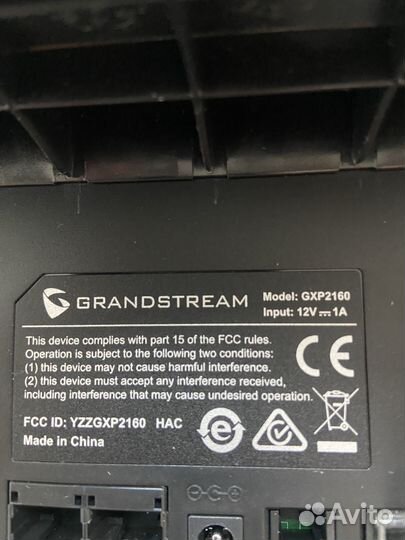 GRANDSTREAM
Model: GXP2160
Input: 12V⎓1A
This device complies with part 15 of the FCC rules.
Operation is subject to the following two conditions:
(1) this device may not cause harmful interference.
(2) this device must accept any interference received,
including interference that may cause undesired operation.
CE
FCC ID: YZZGXP2160 HAC
Made in China
Avito